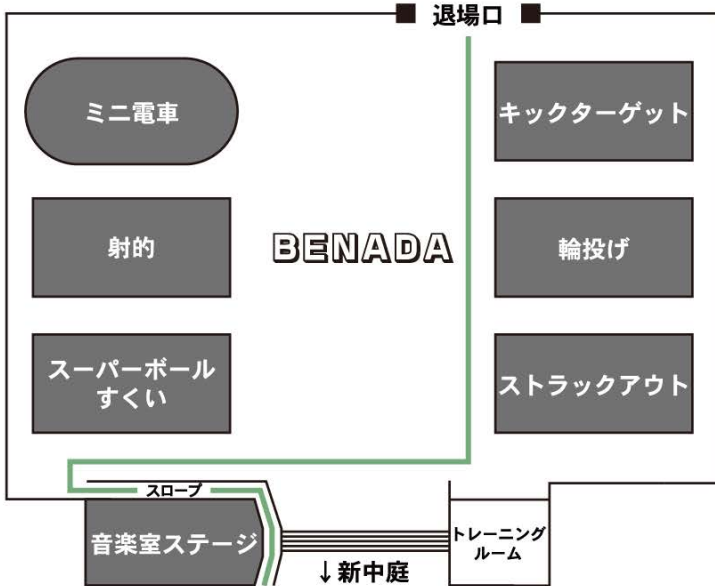 退場口
ミニ電車
キックターゲット
射的
BENADA
輪投げ
スーパーボール
すくい
ストラックアウト
スロープ
音楽室ステージ
トレーニング
ルーム
↓新中庭